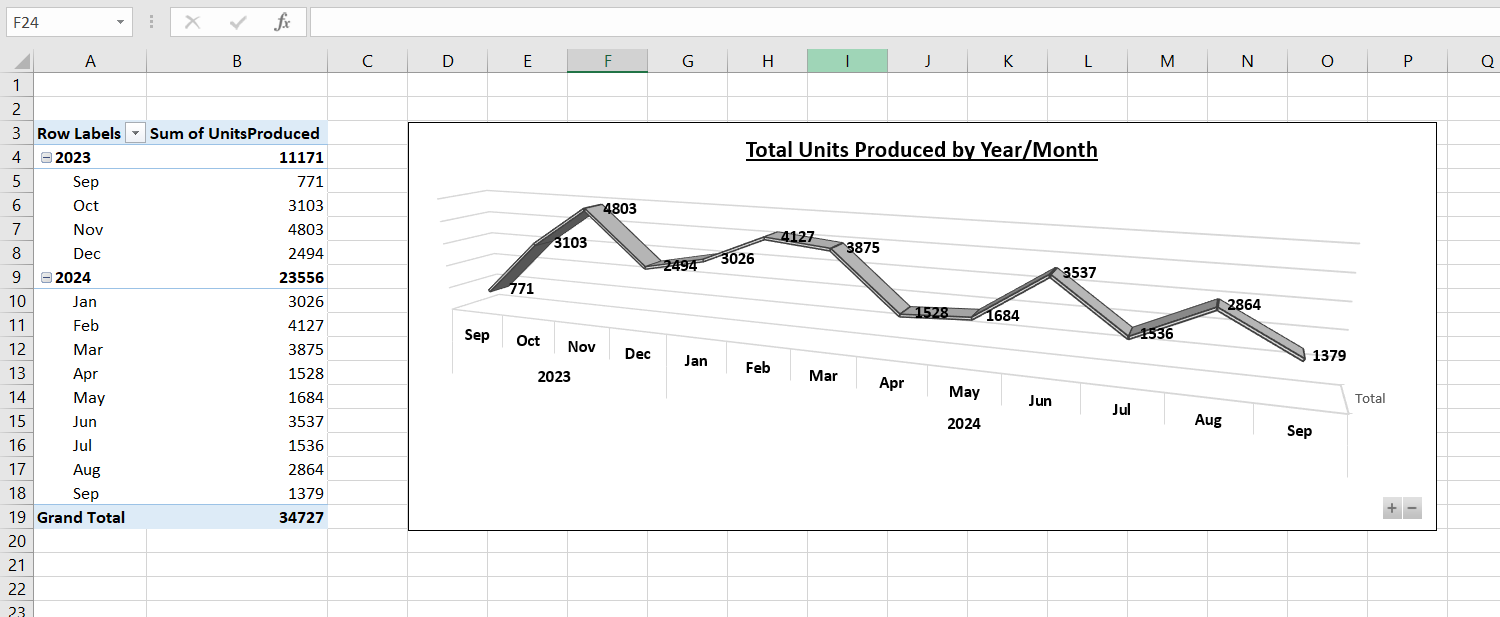 F24
fx
A B C D E F G H I J K L M N O P Q
1
2
3 Row Labels Sum of UnitsProduced
4 2023 11171
5 Sep 771
6 Oct 3103
7 Nov 4803
8 Dec 2494
9 2024 23556
10 Jan 3026
11 Feb 4127
12 Mar 3875
13 Apr 1528
14 May 1684
15 Jun 3537
16 Jul 1536
17 Aug 2864
18 Sep 1379
19 Grand Total 34727
20
21
22
23
Total Units Produced by Year/Month
771 3103 4803 2494 3026 4127 3875 1528 1684 3537 1536 2864 1379
Sep Oct Nov Dec Jan Feb Mar Apr May Jun Jul Aug Sep
2023 2024
Total
+ −